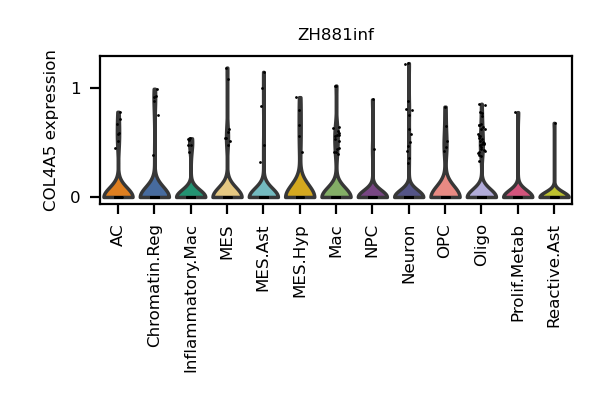 ZH881inf
COL4A5 expression
1
0
AC
Chromatin.Reg
Inflammatory.Mac
MES
MES.Ast
MES.Hyp
Mac
NPC
Neuron
OPC
Oligo
Prolif.Metab
Reactive.Ast